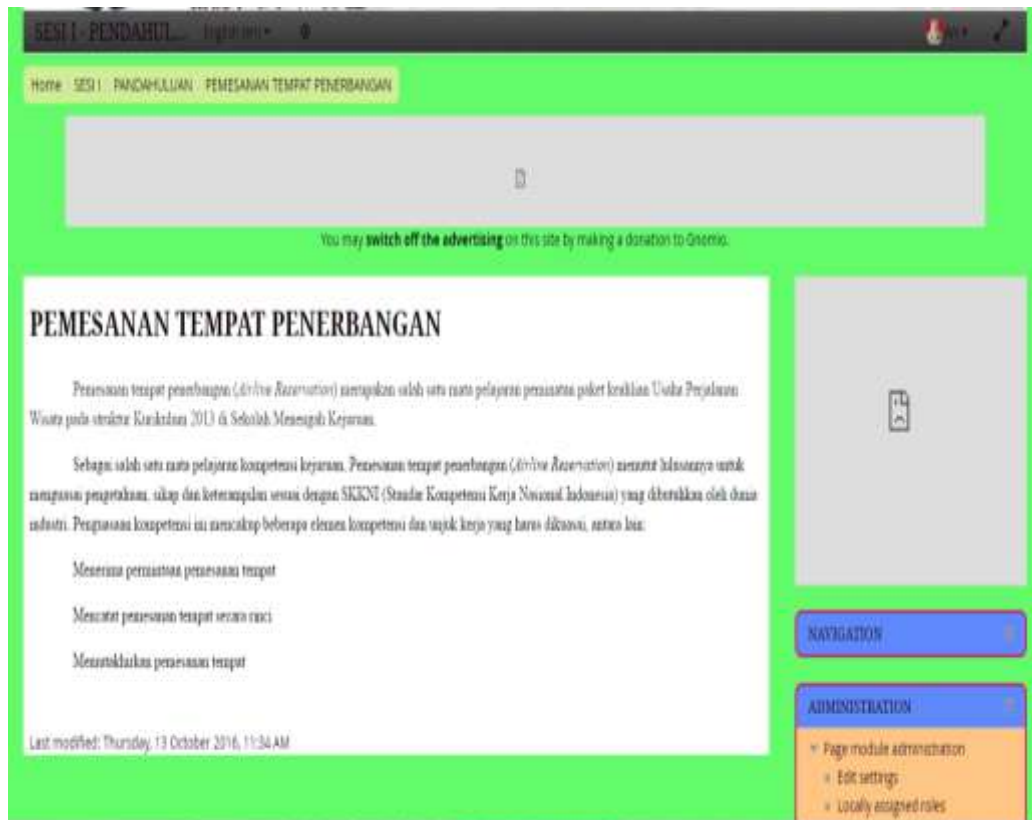 SESI I - PENDAHUL...
Home SESI I PANDAHULUAN PEMESANAN TEMPAT PENERBANGAN
You may switch off the advertising on this site by making a donation to Gnomio.
PEMESANAN TEMPAT PENERBANGAN
Pemesanan tempat penerbangan (Airline Reservation) merupakan salah satu mata pelajaran peminatan paket keahlian Usaha Perjalanan
Wisata pada struktur Kurikulum 2013 di Sekolah Menengah Kejuruan.
Sebagai salah satu mata pelajaran kompetensi kejuruan, Pemesanan tempat penerbangan (Airline Reservation) menuntut lulusannya untuk
menguasai pengetahuan, sikap dan keterampilan sesuai dengan SKKNI (Standar Kompetensi Kerja Nasional Indonesia) yang dibutuhkan oleh dunia
industri. Penguasaan kompetensi ini mencakup beberapa elemen kompetensi dan unjuk kerja yang harus dikuasai, antara lain:
Menerima permintaan pemesanan tempat
Mencatat pemesanan tempat secara rinci
Memutakhirkan pemesanan tempat
Last modified: Thursday, 13 October 2016, 11:34 AM
NAVIGATION
ADMINISTRATION
Page module administration
Edit settings
Locally assigned roles